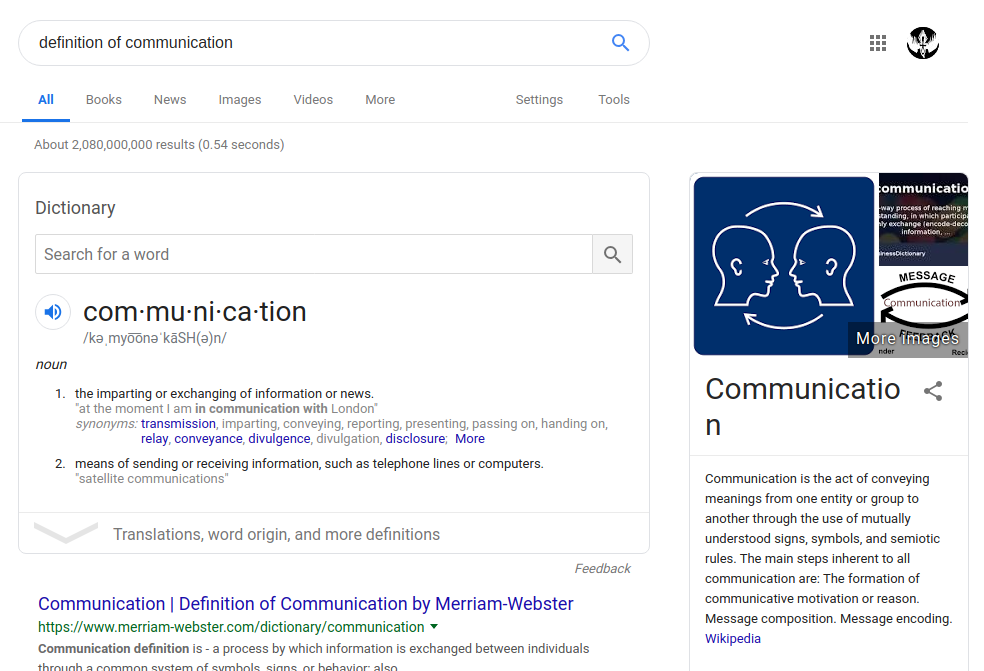 definition of communication
All Books News Images Videos More Settings Tools
About 2,080,000,000 results (0.54 seconds)
Dictionary
Search for a word
com·mu·ni·ca·tion
/kəˌmyo͞onəˈkāSH(ə)n/
noun
1. the imparting or exchanging of information or news.
"at the moment I am in communication with London"
synonyms: transmission, imparting, conveying, reporting, presenting, passing on, handing on,
relay, conveyance, divulgence, divulgation, disclosure; More
2. means of sending or receiving information, such as telephone lines or computers.
"satellite communications"
Translations, word origin, and more definitions
Feedback
Communication | Definition of Communication by Merriam-Webster
https://www.merriam-webster.com/dictionary/communication
Communication definition is - a process by which information is exchanged between individuals
through a common system of symbols, signs, or behavior; also
ommunicatio
-way process of reaching m
standing, in which participa
nly exchange (encode-deco
information, ...
inessDictionary
MESSAGE
Communication
FEEDBACK
nder Reci
More images
Communicatio
n
Communication is the act of conveying
meanings from one entity or group to
another through the use of mutually
understood signs, symbols, and semiotic
rules. The main steps inherent to all
communication are: The formation of
communicative motivation or reason.
Message composition. Message encoding.
Wikipedia